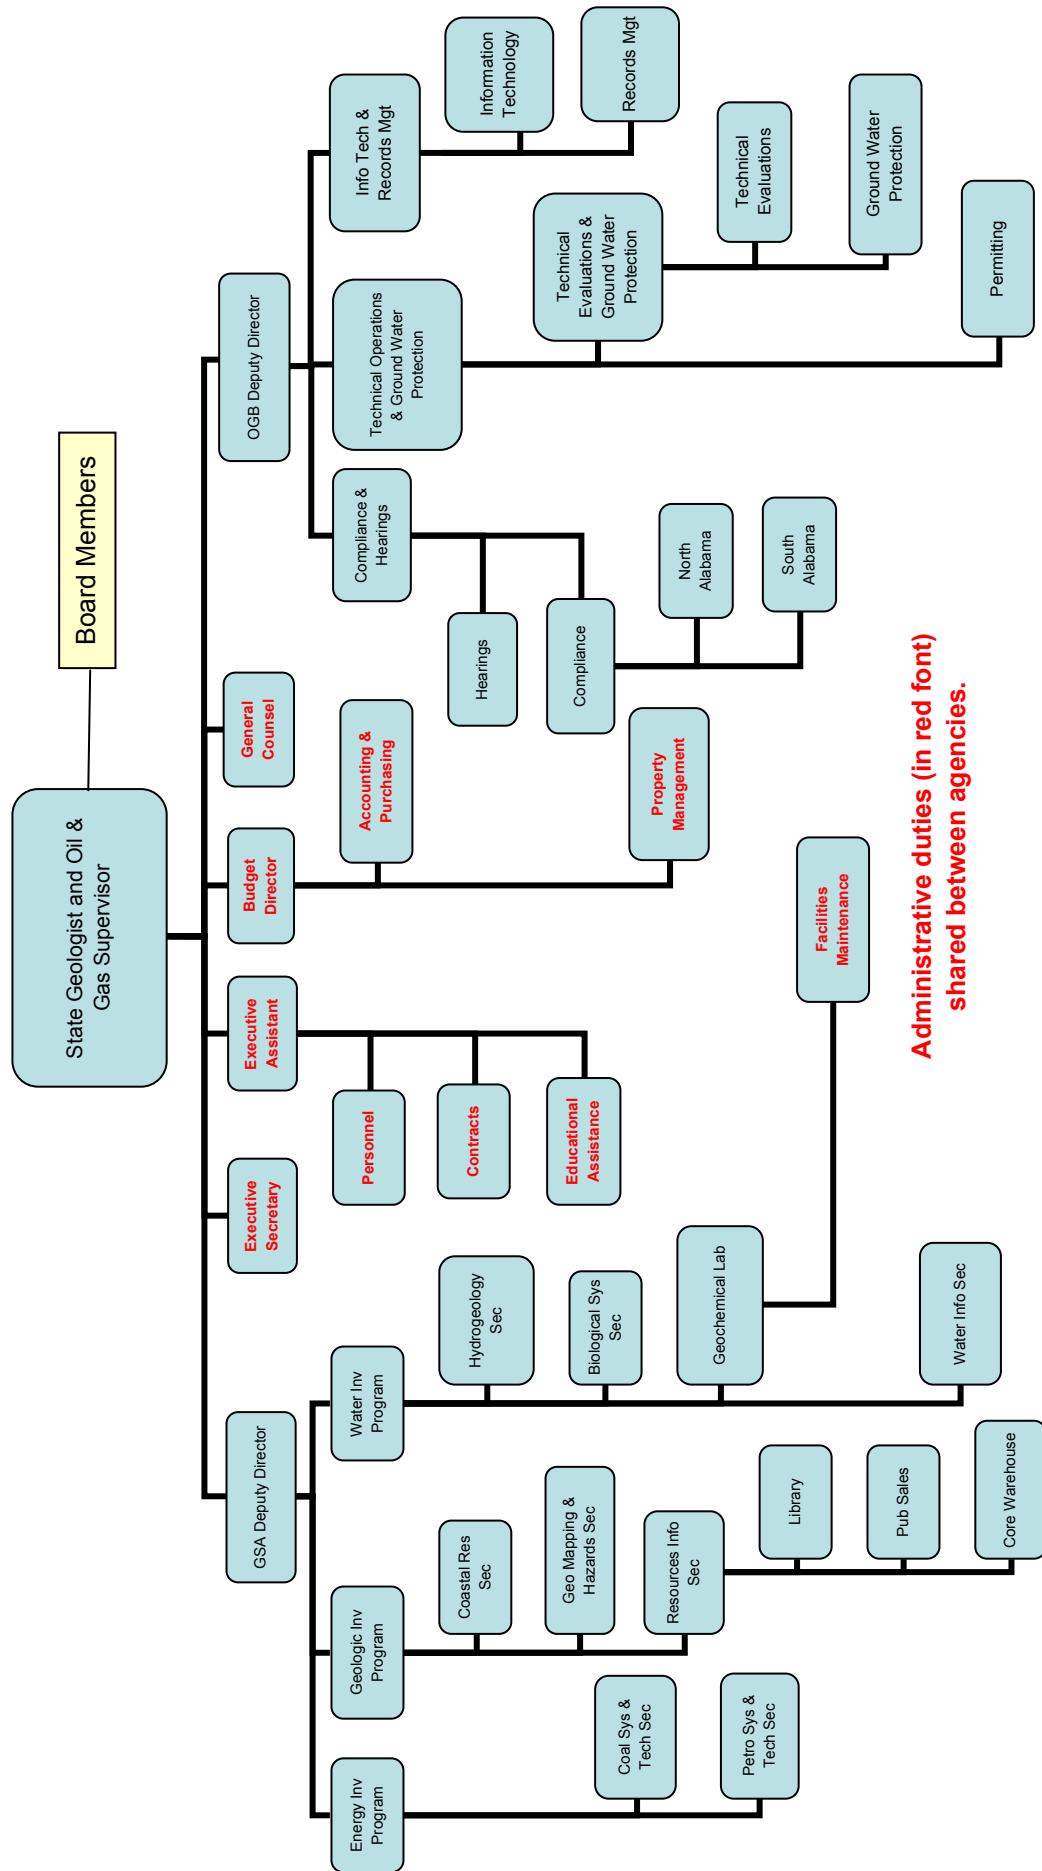 State Geologist and Oil &
Gas Supervisor
Board Members
GSA Deputy Director
Executive
Secretary
Executive
Assistant
Budget
Director
General
Counsel
OGB Deputy Director
Energy Inv
Program
Geologic Inv
Program
Water Inv
Program
Personnel
Accounting &
Purchasing
Compliance &
Hearings
Technical Operations
& Ground Water
Protection
Info Tech &
Records Mgt
Coastal Res
Sec
Hydrogeology
Sec
Contracts
Hearings
Information
Technology
Geo Mapping &
Hazards Sec
Biological Sys
Sec
Educational
Assistance
Compliance
Technical
Evaluations &
Ground Water
Protection
Records Mgt
Coal Sys &
Tech Sec
Resources Info
Sec
Geochemical Lab
Property
Management
North
Alabama
Technical
Evaluations
Petro Sys &
Tech Sec
Library
Facilities
Maintenance
South
Alabama
Ground Water
Protection
Pub Sales
Water Info Sec
Permitting
Core Warehouse
Administrative duties (in red font)
shared between agencies.